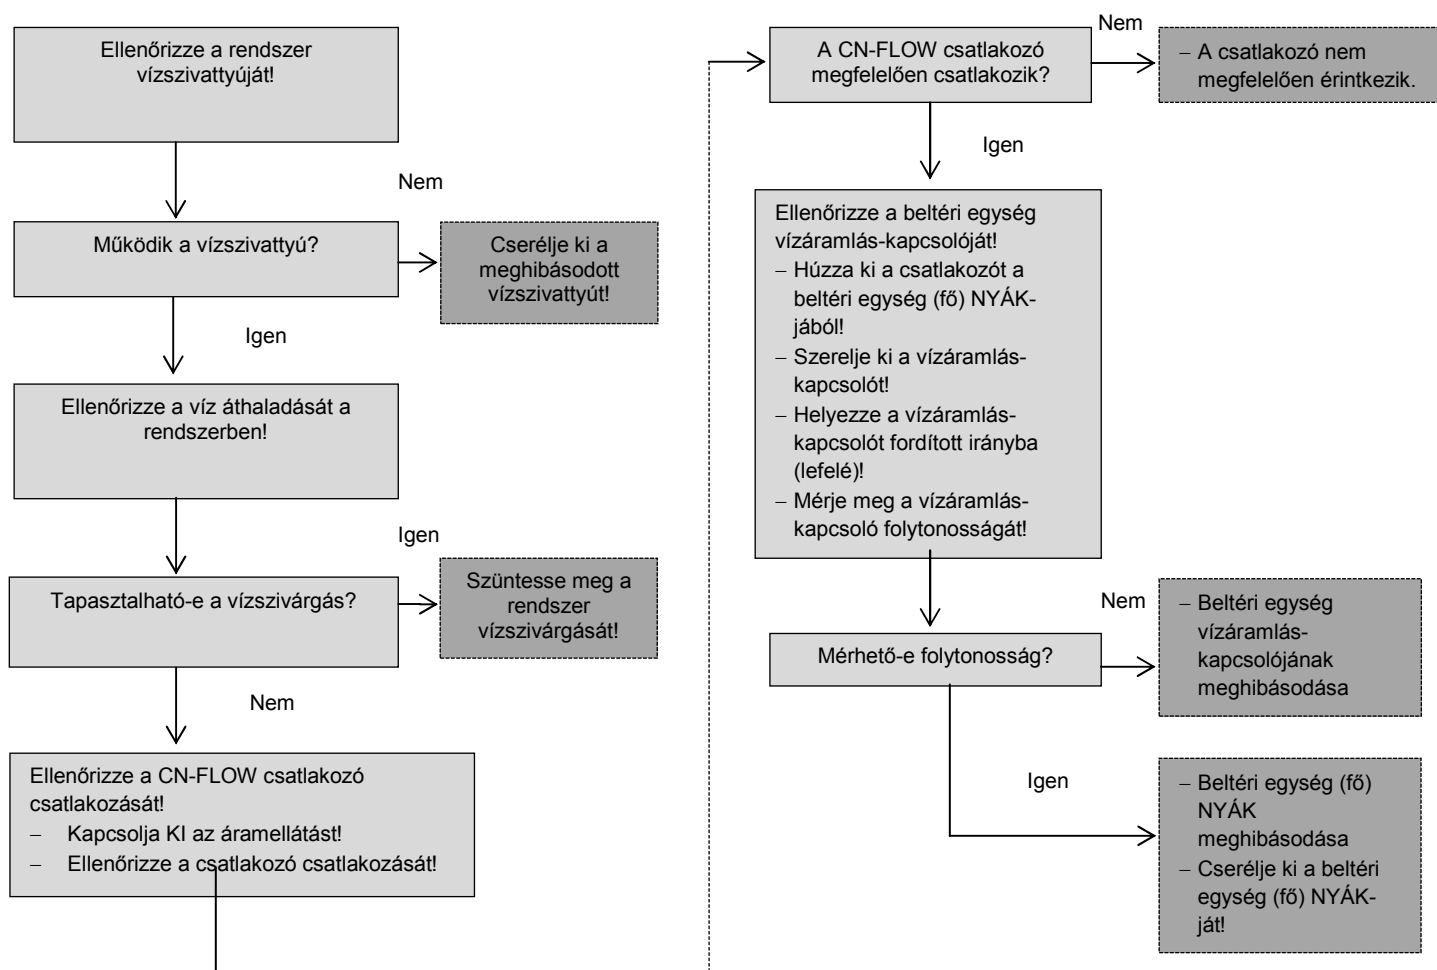 Ellenőrizze a rendszer
vízszivattyúját!
Nem
Működik a vízszivattyú?
Cserélje ki a
meghibásodott
vízszivattyút!
Igen
Ellenőrizze a víz áthaladását a
rendszerben!
Igen
Tapasztalható-e a vízszivárgás?
Szüntesse meg a
rendszer
vízszivárgását!
Nem
Ellenőrizze a CN-FLOW csatlakozó
csatlakozását!
– Kapcsolja KI az áramellátást!
– Ellenőrizze a csatlakozó csatlakozását!
A CN-FLOW csatlakozó
megfelelően csatlakozik?
Nem
– A csatlakozó nem
megfelelően érintkezik.
Igen
Ellenőrizze a beltéri egység
vízáramlás-kapcsolóját!
– Húzza ki a csatlakozót a
beltéri egység (fő) NYÁK-
jából!
– Szerelje ki a vízáramlás-
kapcsolót!
– Helyezze a vízáramlás-
kapcsolót fordított irányba
(lefelé)!
– Mérje meg a vízáramlás-
kapcsoló folytonosságát!
Mérhető-e folytonosság?
Nem
– Beltéri egység
vízáramlás-
kapcsolójának
meghibásodása
Igen
– Beltéri egység (fő)
NYÁK
meghibásodása
– Cserélje ki a beltéri
egység (fő) NYÁK-
ját!